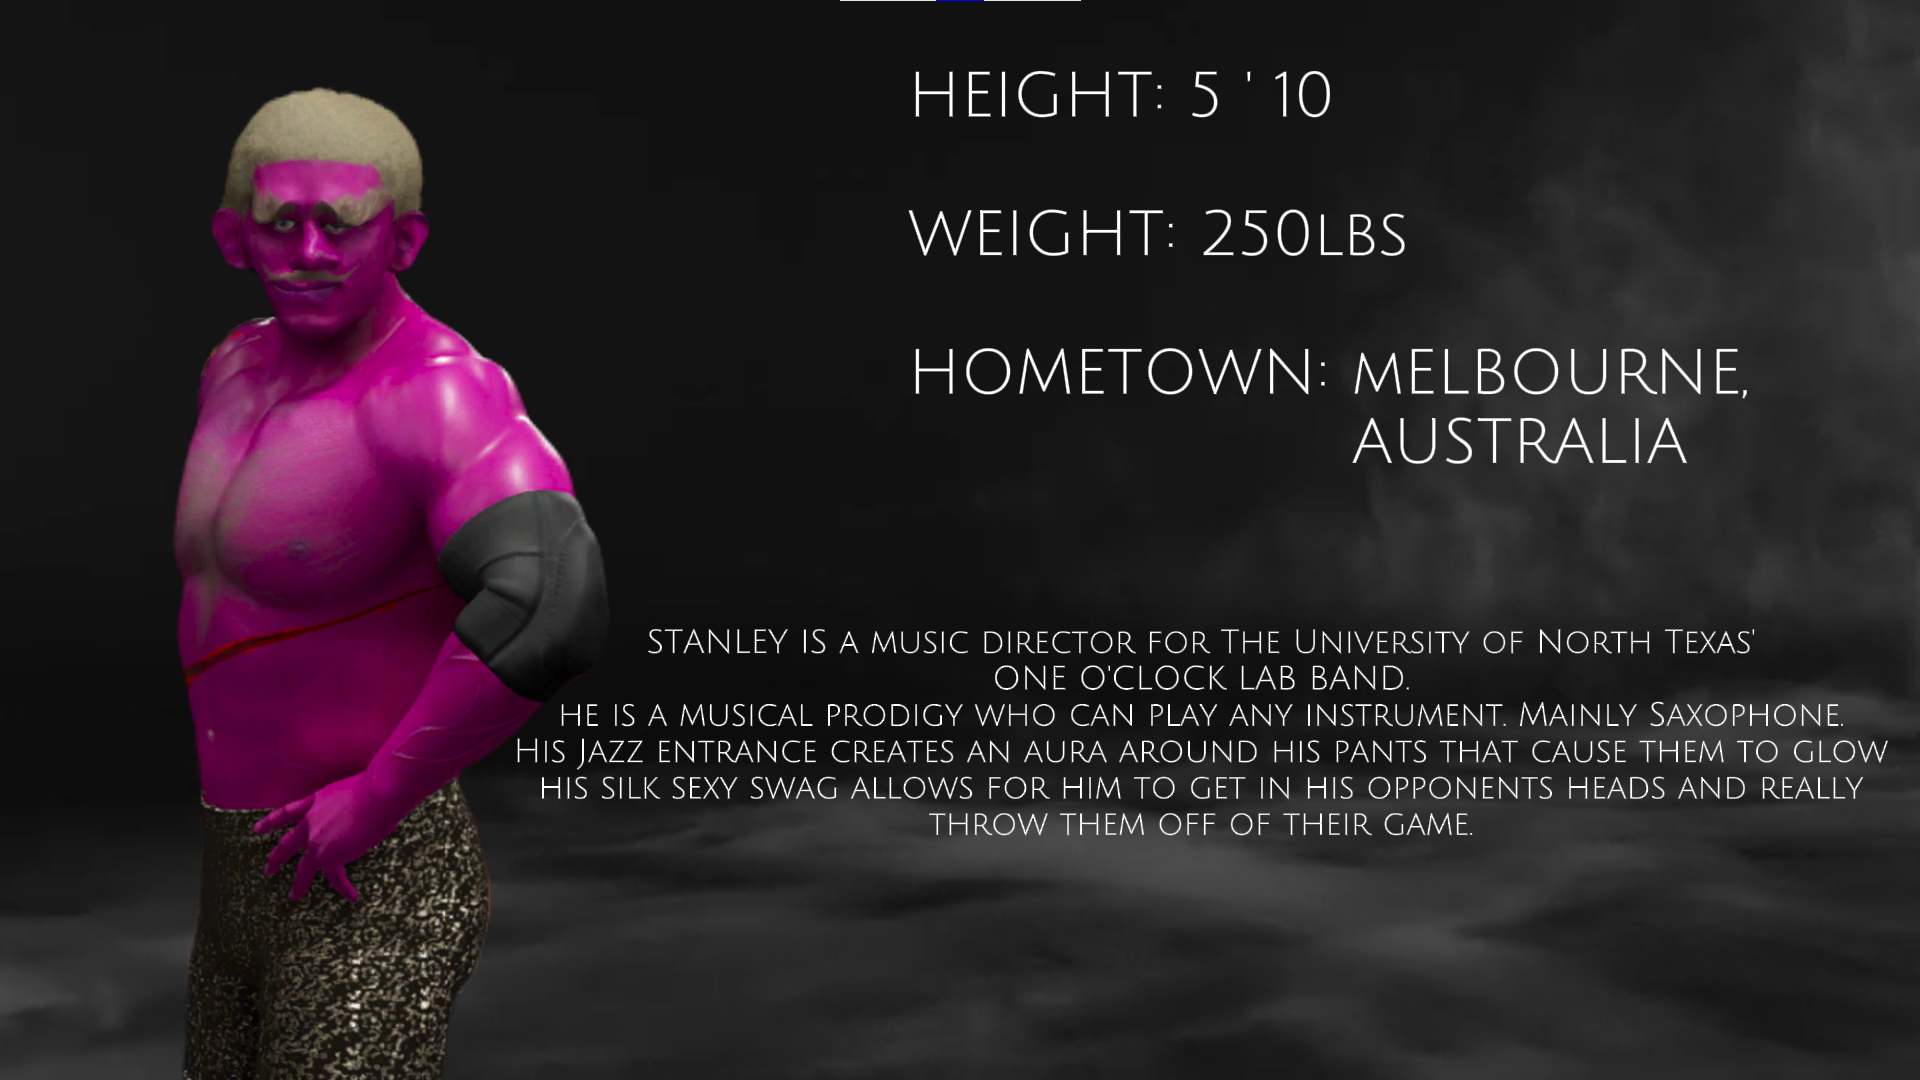 HEIGHT: 5 ' 10
WEIGHT: 250LBS
HOMETOWN: MELBOURNE,
AUSTRALIA
STANLEY IS A MUSIC DIRECTOR FOR THE UNIVERSITY OF NORTH TEXAS'
ONE O'CLOCK LAB BAND.
HE IS A MUSICAL PRODIGY WHO CAN PLAY ANY INSTRUMENT. MAINLY SAXOPHONE.
HIS JAZZ ENTRANCE CREATES AN AURA AROUND HIS PANTS THAT CAUSE THEM TO GLOW
HIS SILK SEXY SWAG ALLOWS FOR HIM TO GET IN HIS OPPONENTS HEADS AND REALLY
THROW THEM OFF OF THEIR GAME.